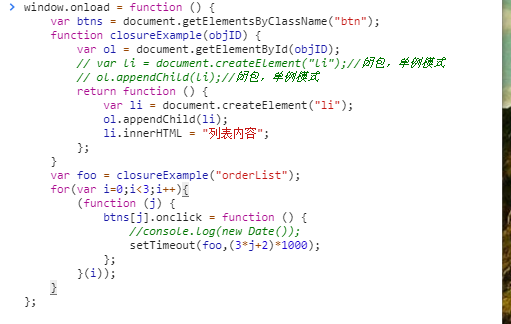 window.onload = function () {
var btns = document.getElementsByClassName("btn");
function closureExample(objID) {
var ol = document.getElementById(objID);
// var li = document.createElement("li");//闭包，单例模式
// ol.appendChild(li);//闭包，单例模式
return function () {
var li = document.createElement("li");
ol.appendChild(li);
li.innerHTML = "列表内容";
};
}
var foo = closureExample("orderList");
for(var i=0;i<3;i++){
(function (j) {
btns[j].onclick = function () {
//console.log(new Date());
setTimeout(foo,(3*j+2)*1000);
};
}(i));
}
};